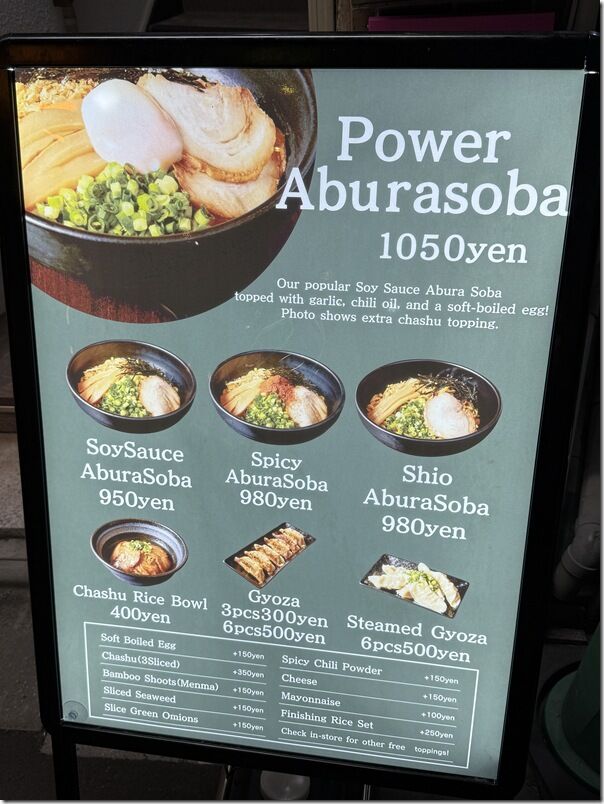 Power
Aburasoba
1050yen
Our popular Soy Sauce Abura Soba
topped with garlic, chili oil, and a soft-boiled egg!
Photo shows extra chashu topping.
SoySauce
AburaSoba
950yen
Spicy
AburaSoba
980yen
Shio
AburaSoba
980yen
Chashu Rice Bowl
400yen
Gyoza
3pcs300yen
6pcs500yen
Steamed Gyoza
6pcs500yen
Soft Boiled Egg +150yen
Chashu(3Sliced) +350yen
Bamboo Shoots(Menma) +150yen
Sliced Seaweed +150yen
Slice Green Onions +150yen
Spicy Chili Powder +150yen
Cheese +150yen
Mayonnaise +100yen
Finishing Rice Set +250yen
Check in-store for other free toppings!